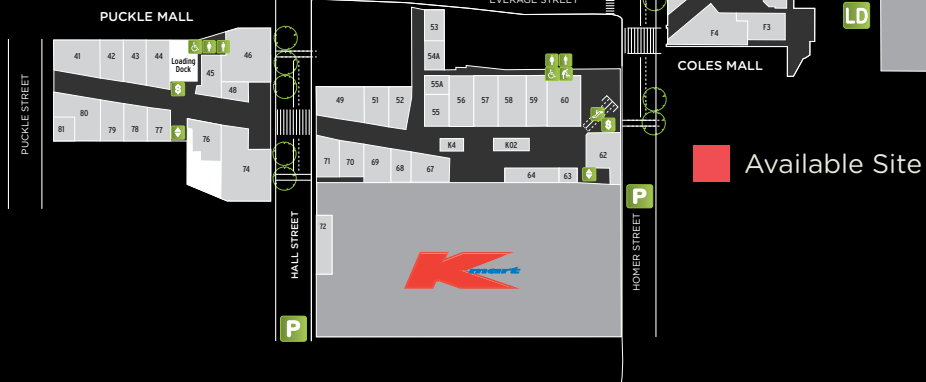 EVERAGE STREET
PUCKLE MALL
LD
53
F4
F3
41
42
43
44
Loading
Dock
45
46
54A
COLES MALL
48
55A
49
51
52
55
56
57
58
59
60
$
$
PUCKLE STREET
81
80
79
78
77
76
74
K4
K02
62
71
70
69
68
67
64
63
Available Site
P
HALL STREET
72
K
mart
HOMER STREET
P